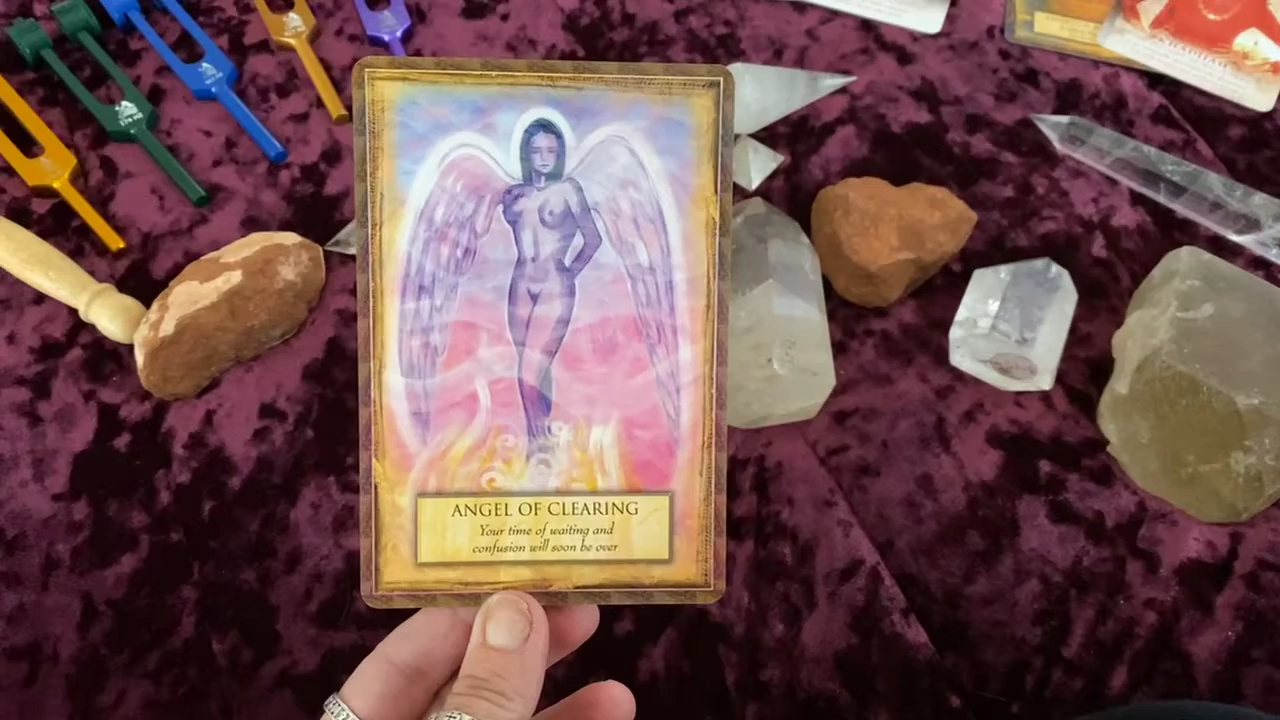 ANGEL OF CLEARING
Your time of waiting and
confusion will soon be over